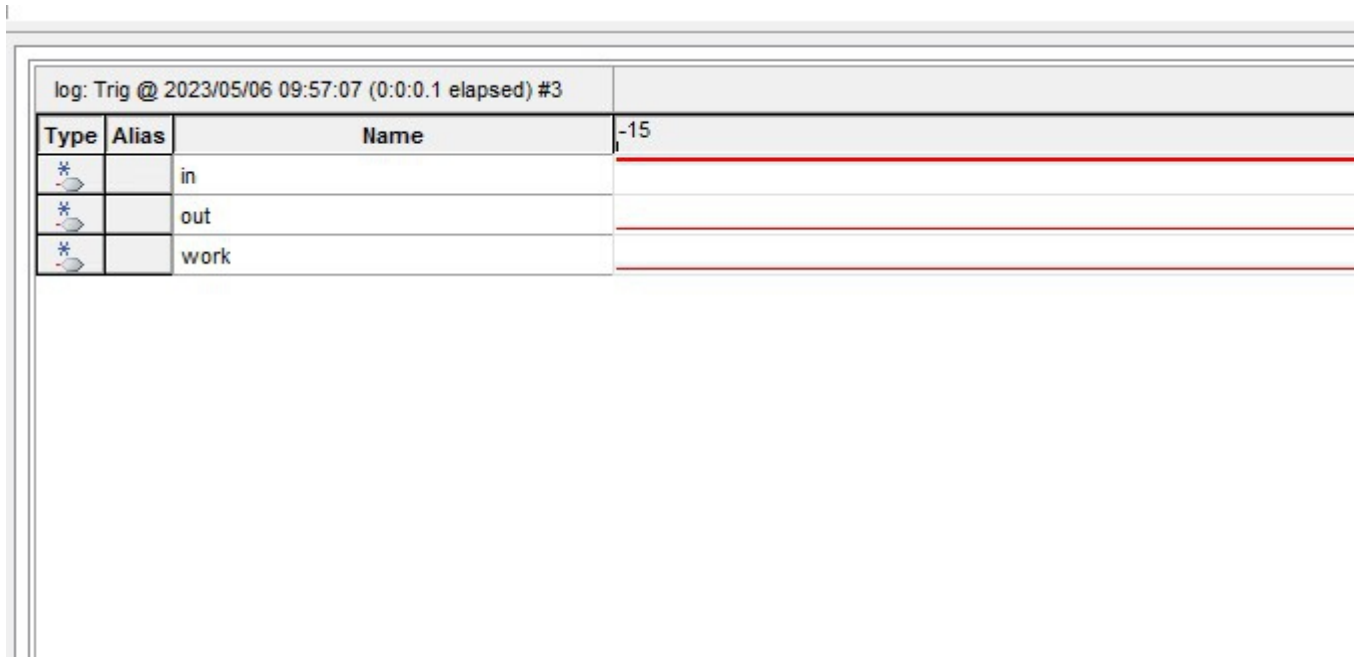 log: Trig @ 2023/05/06 09:57:07 (0:0:0.1 elapsed) #3
Type Alias Name -15
in
out
work